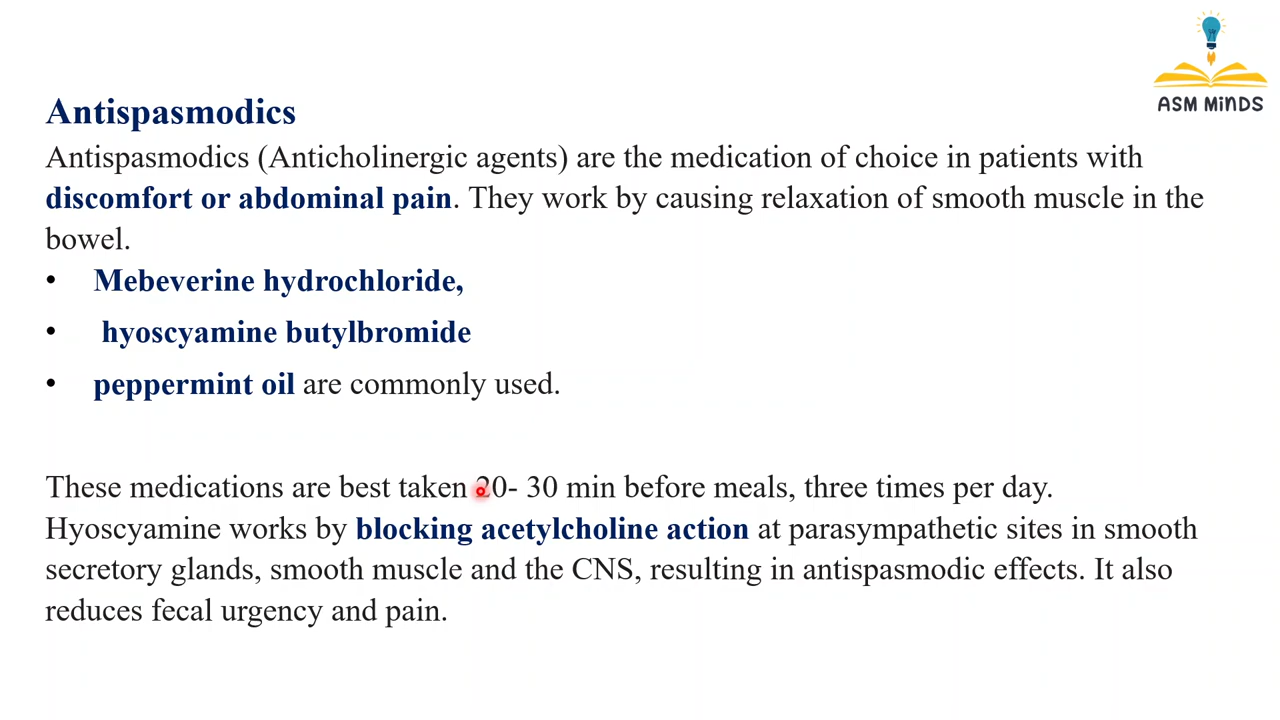 ASM MiNDS
Antispasmodics
Antispasmodics (Anticholinergic agents) are the medication of choice in patients with
discomfort or abdominal pain. They work by causing relaxation of smooth muscle in the
bowel.
• Mebeverine hydrochloride,
• hyoscyamine butylbromide
• peppermint oil are commonly used.
These medications are best taken 20- 30 min before meals, three times per day.
Hyoscyamine works by blocking acetylcholine action at parasympathetic sites in smooth
secretory glands, smooth muscle and the CNS, resulting in antispasmodic effects. It also
reduces fecal urgency and pain.